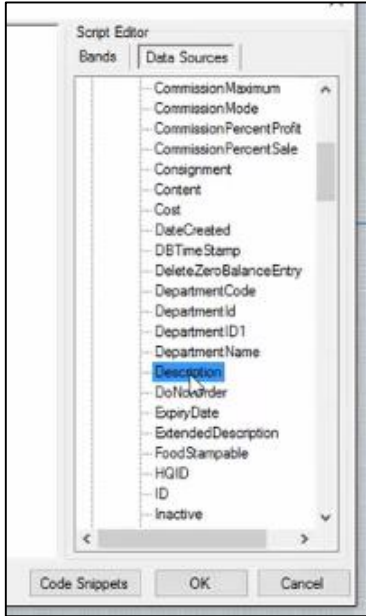 Script Editor
Bands Data Sources
CommissionMaximum
CommissionMode
CommissionPercentProfit
CommissionPercentSale
Consignment
Content
Cost
DateCreated
DBTimeStamp
DeleteZeroBalanceEntry
DepartmentCode
DepartmentId
DepartmentID1
DepartmentName
Description
DoNotOrder
ExpiryDate
ExtendedDescription
FoodStampable
HQID
ID
Inactive
Code Snippets OK Cancel